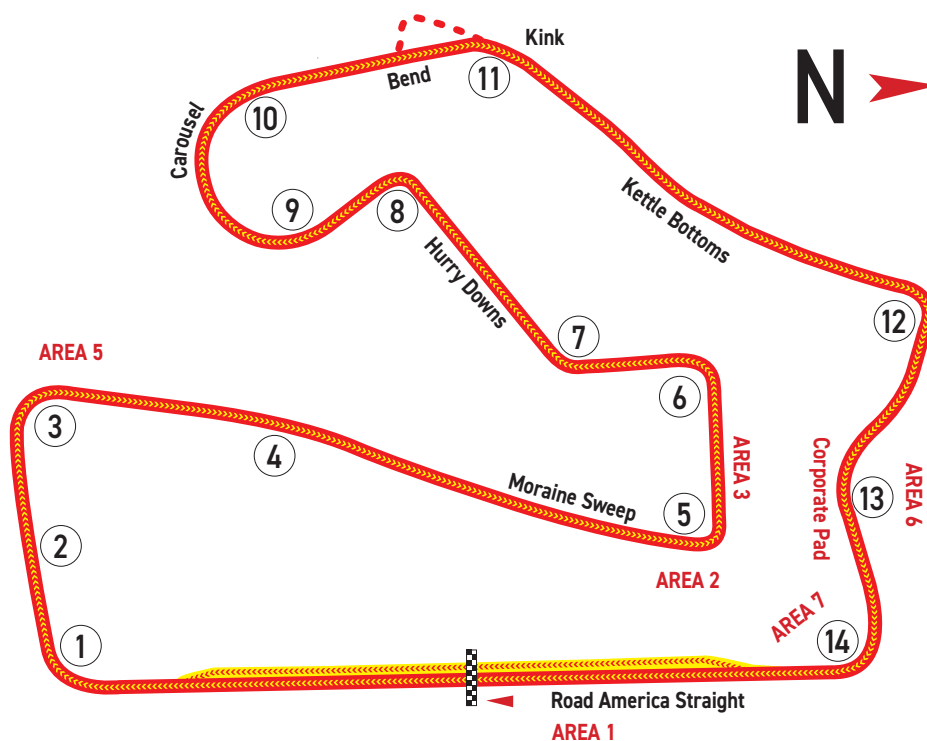 Kink
N
Bend
11
10
Carousel
9
8
Kettle Bottoms
Hurry Downs
12
7
AREA 5
6
3
4
AREA 3
Corporate Pad
AREA 6
13
Moraine Sweep
5
2
AREA 2
AREA 7
1
14
Road America Straight
AREA 1